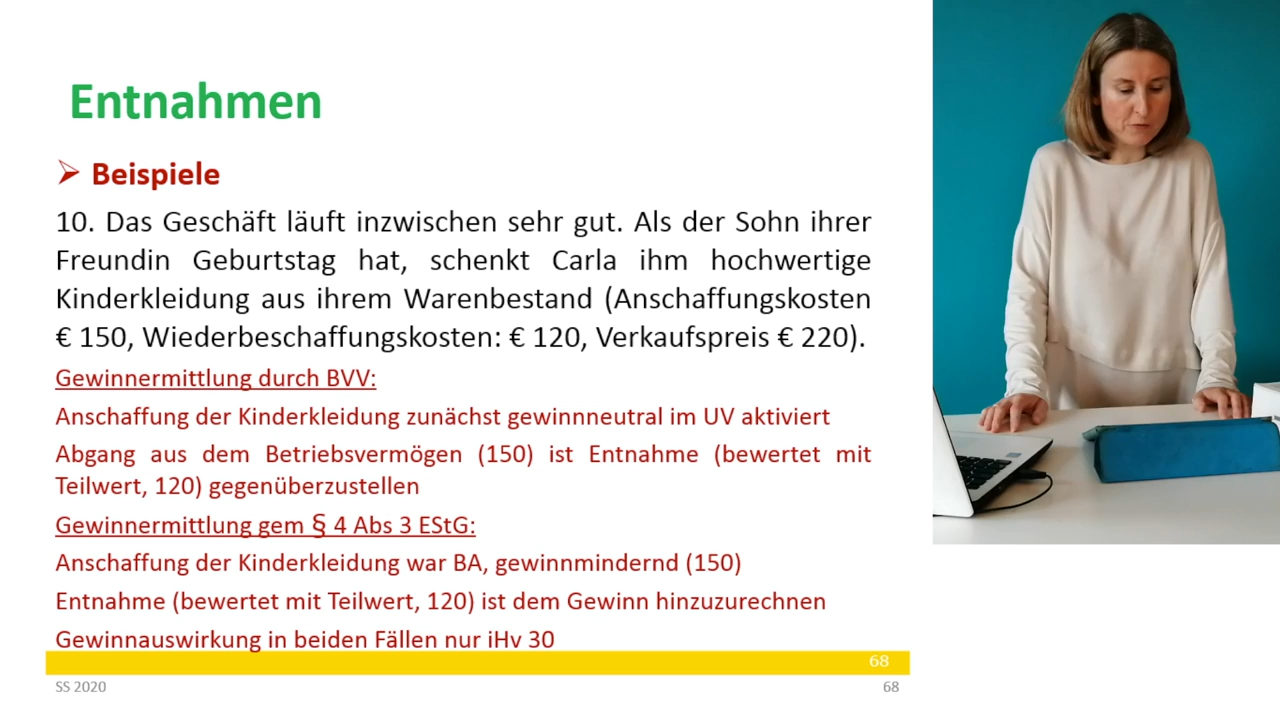 Entnahmen
Beispiele
10. Das Geschäft läuft inzwischen sehr gut. Als der Sohn ihrer
Freundin Geburtstag hat, schenkt Carla ihm hochwertige
Kinderkleidung aus ihrem Warenbestand (Anschaffungskosten
€ 150, Wiederbeschaffungskosten: € 120, Verkaufspreis € 220).
Gewinnermittlung durch BVV:
Anschaffung der Kinderkleidung zunächst gewinnneutral im UV aktiviert
Abgang aus dem Betriebsvermögen (150) ist Entnahme (bewertet mit
Teilwert, 120) gegenüberzustellen
Gewinnermittlung gem § 4 Abs 3 EStG:
Anschaffung der Kinderkleidung war BA, gewinnmindernd (150)
Entnahme (bewertet mit Teilwert, 120) ist dem Gewinn hinzuzurechnen
Gewinnauswirkung in beiden Fällen nur iHv 30
68
SS 2020
68